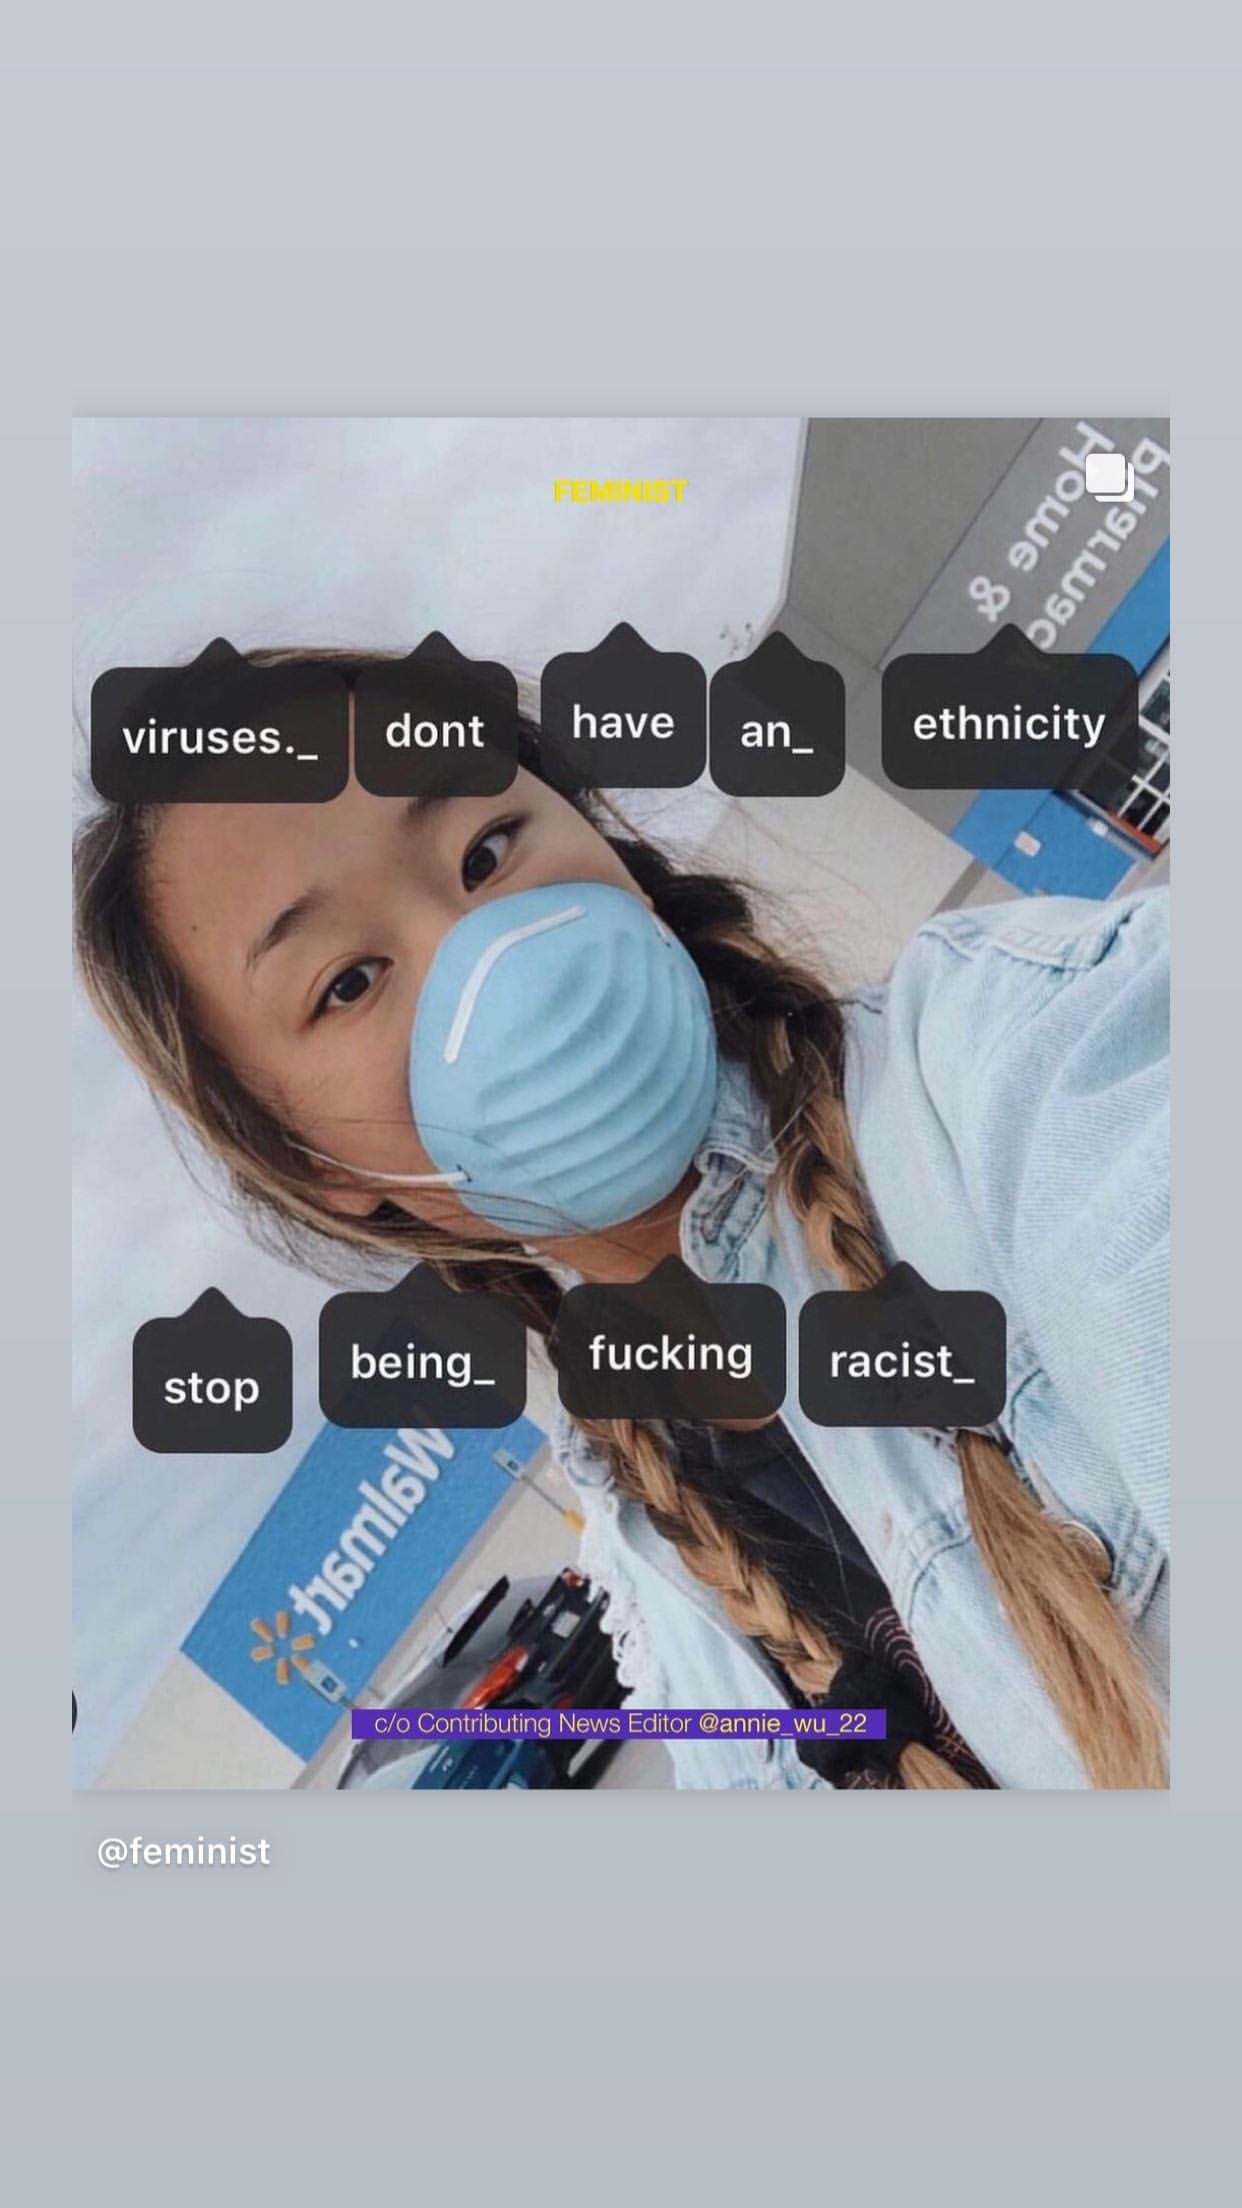 FEMINIST
Home &
Pharmac
viruses._ dont have an_ ethnicity
stop being_ fucking racist_
Walmart
c/o Contributing News Editor @annie_wu_22
@feminist